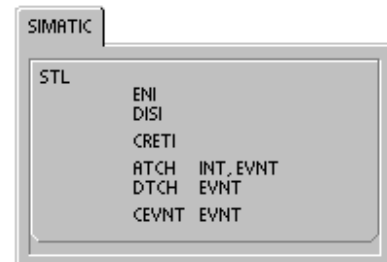 SIMATIC
STL
ENI
DISI
CRETI
ATCH INT, EVNT
DTCH EVNT
CEVNT EVNT